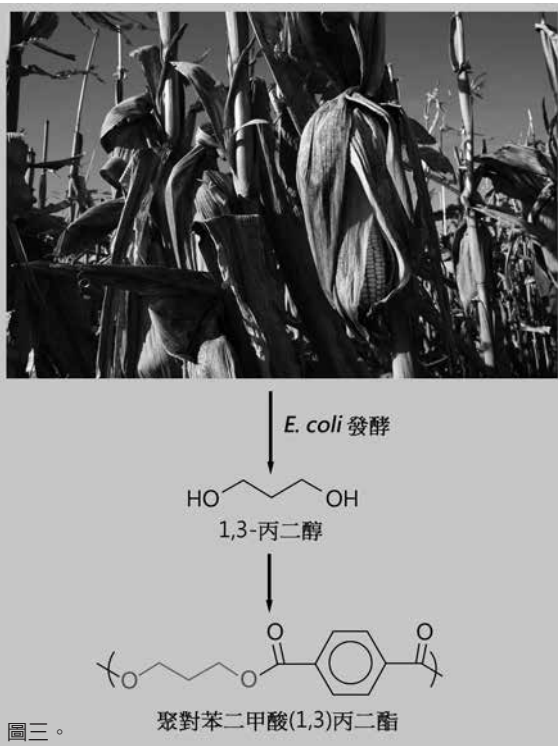 E. coli 發酵
HO
OH
1,3-丙二醇
O
O
O
O
聚對苯二甲酸(1,3)丙二酯
圖三。